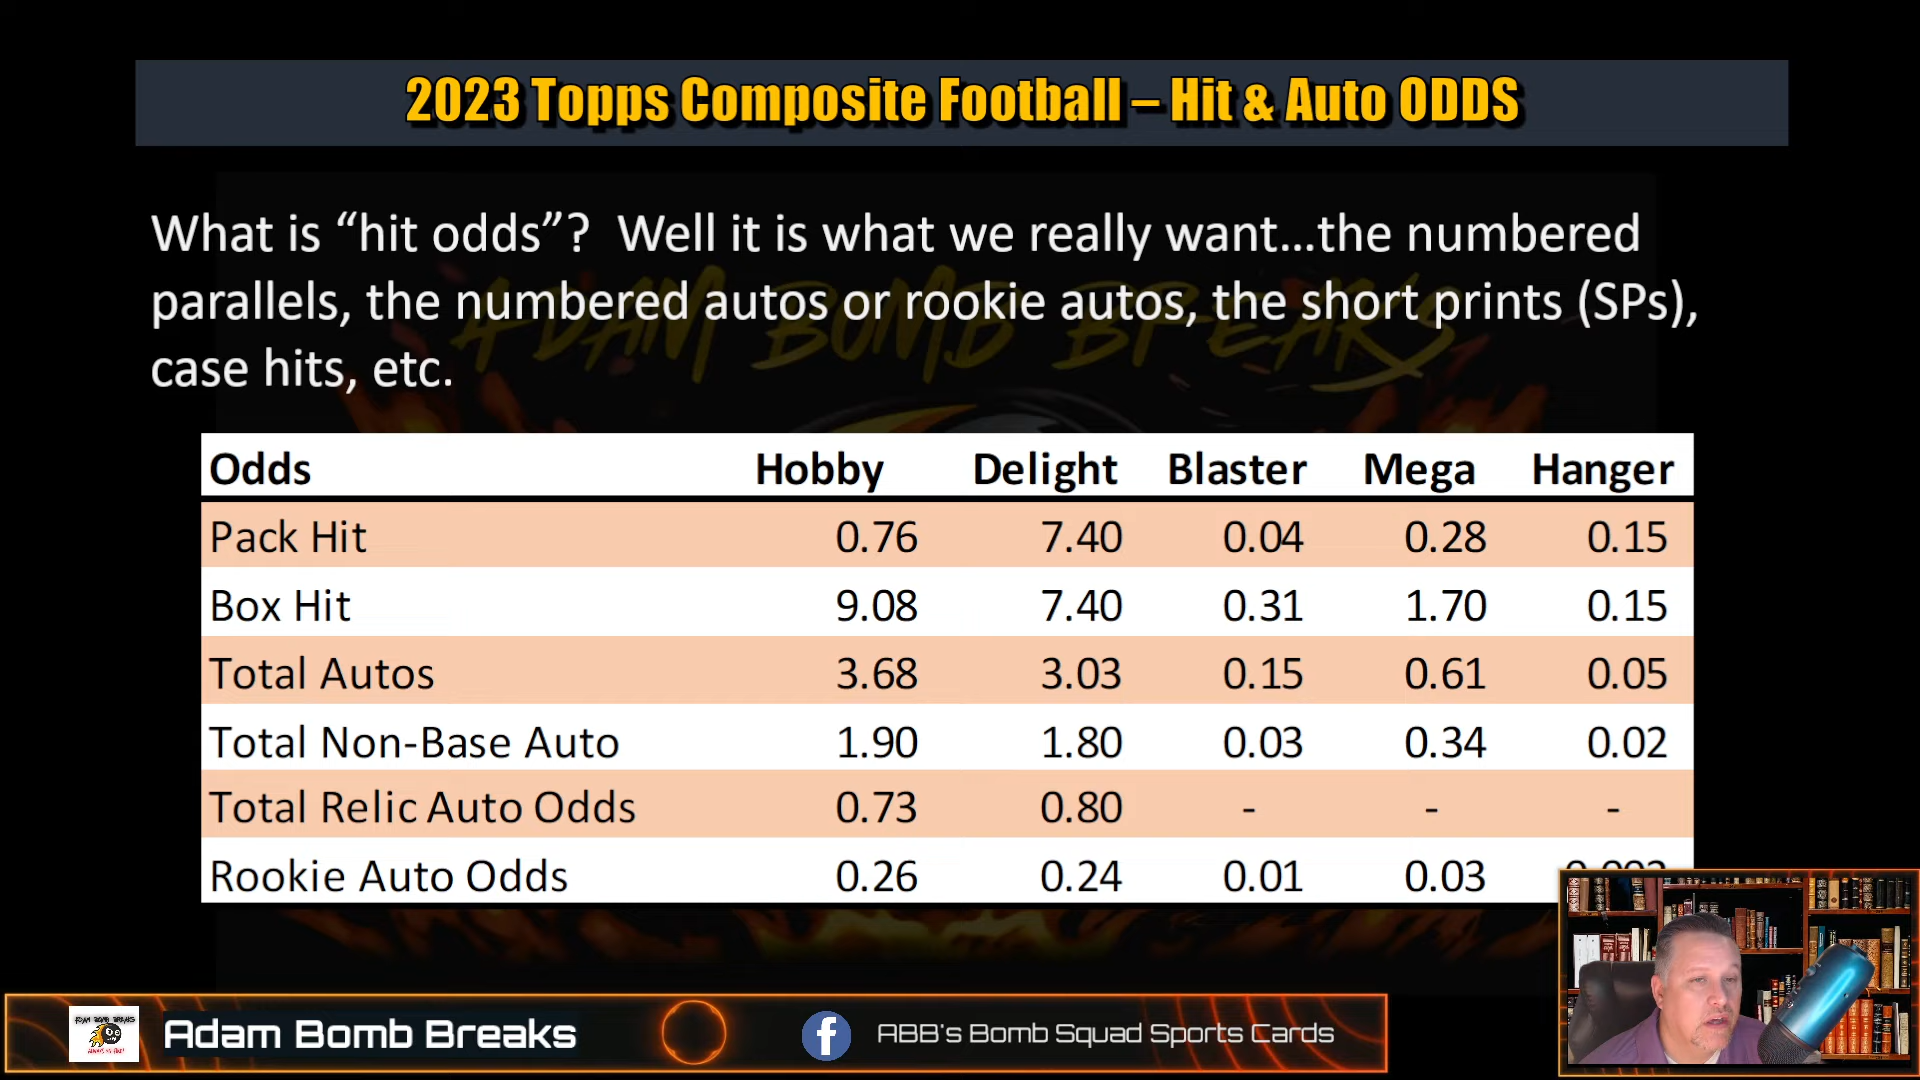 2023 Topps Composite Football – Hit & Auto ODDS
What is “hit odds”? Well it is what we really want...the numbered
parallels, the numbered autos or rookie autos, the short prints (SPs),
case hits, etc.
ADAM BOMB BREAKS
Odds Hobby Delight Blaster Mega Hanger
Pack Hit 0.76 7.40 0.04 0.28 0.15
Box Hit 9.08 7.40 0.31 1.70 0.15
Total Autos 3.68 3.03 0.15 0.61 0.05
Total Non-Base Auto 1.90 1.80 0.03 0.34 0.02
Total Relic Auto Odds 0.73 0.80 - - -
Rookie Auto Odds 0.26 0.24 0.01 0.03
ADAM BOMB BREAKS
Adam Bomb Breaks
f
ABB's Bomb Squad Sports Cards